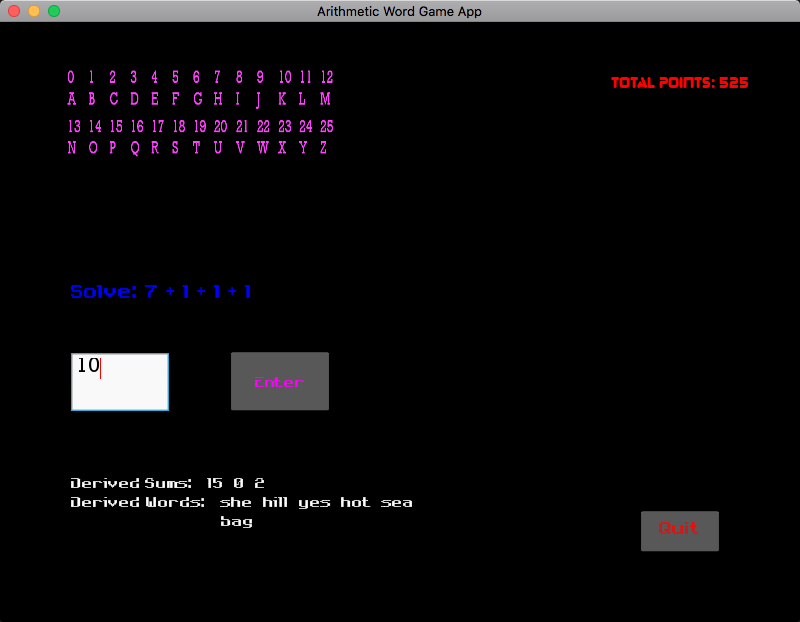 Arithmetic Word Game App
0 1 2 3 4 5 6 7 8 9 10 11 12
TOTAL POINTS: 525
A B C D E F G H I J K L M
13 14 15 16 17 18 19 20 21 22 23 24 25
N O P Q R S T U V W X Y Z
Solve: 7 + 1 + 1 + 1
10
Enter
Derived Sums: 15 0 2
Derived Words: she hill yes hot sea
bag
Quit